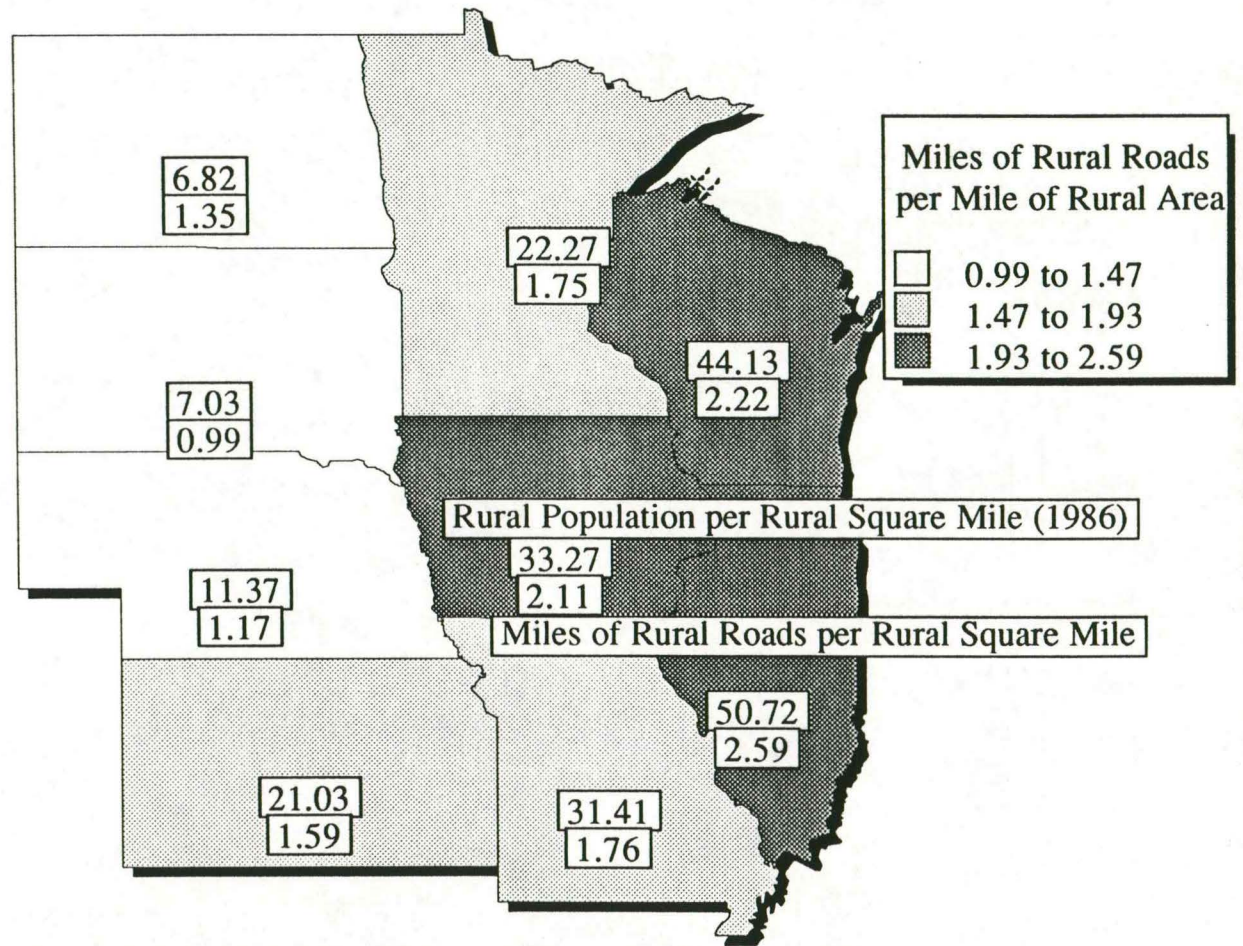 6.82
1.35
Miles of Rural Roads
per Mile of Rural Area
0.99 to 1.47
1.47 to 1.93
1.93 to 2.59
22.27
1.75
44.13
2.22
7.03
0.99
Rural Population per Rural Square Mile (1986)
33.27
2.11
11.37
1.17
Miles of Rural Roads per Rural Square Mile
50.72
2.59
21.03
1.59
31.41
1.76